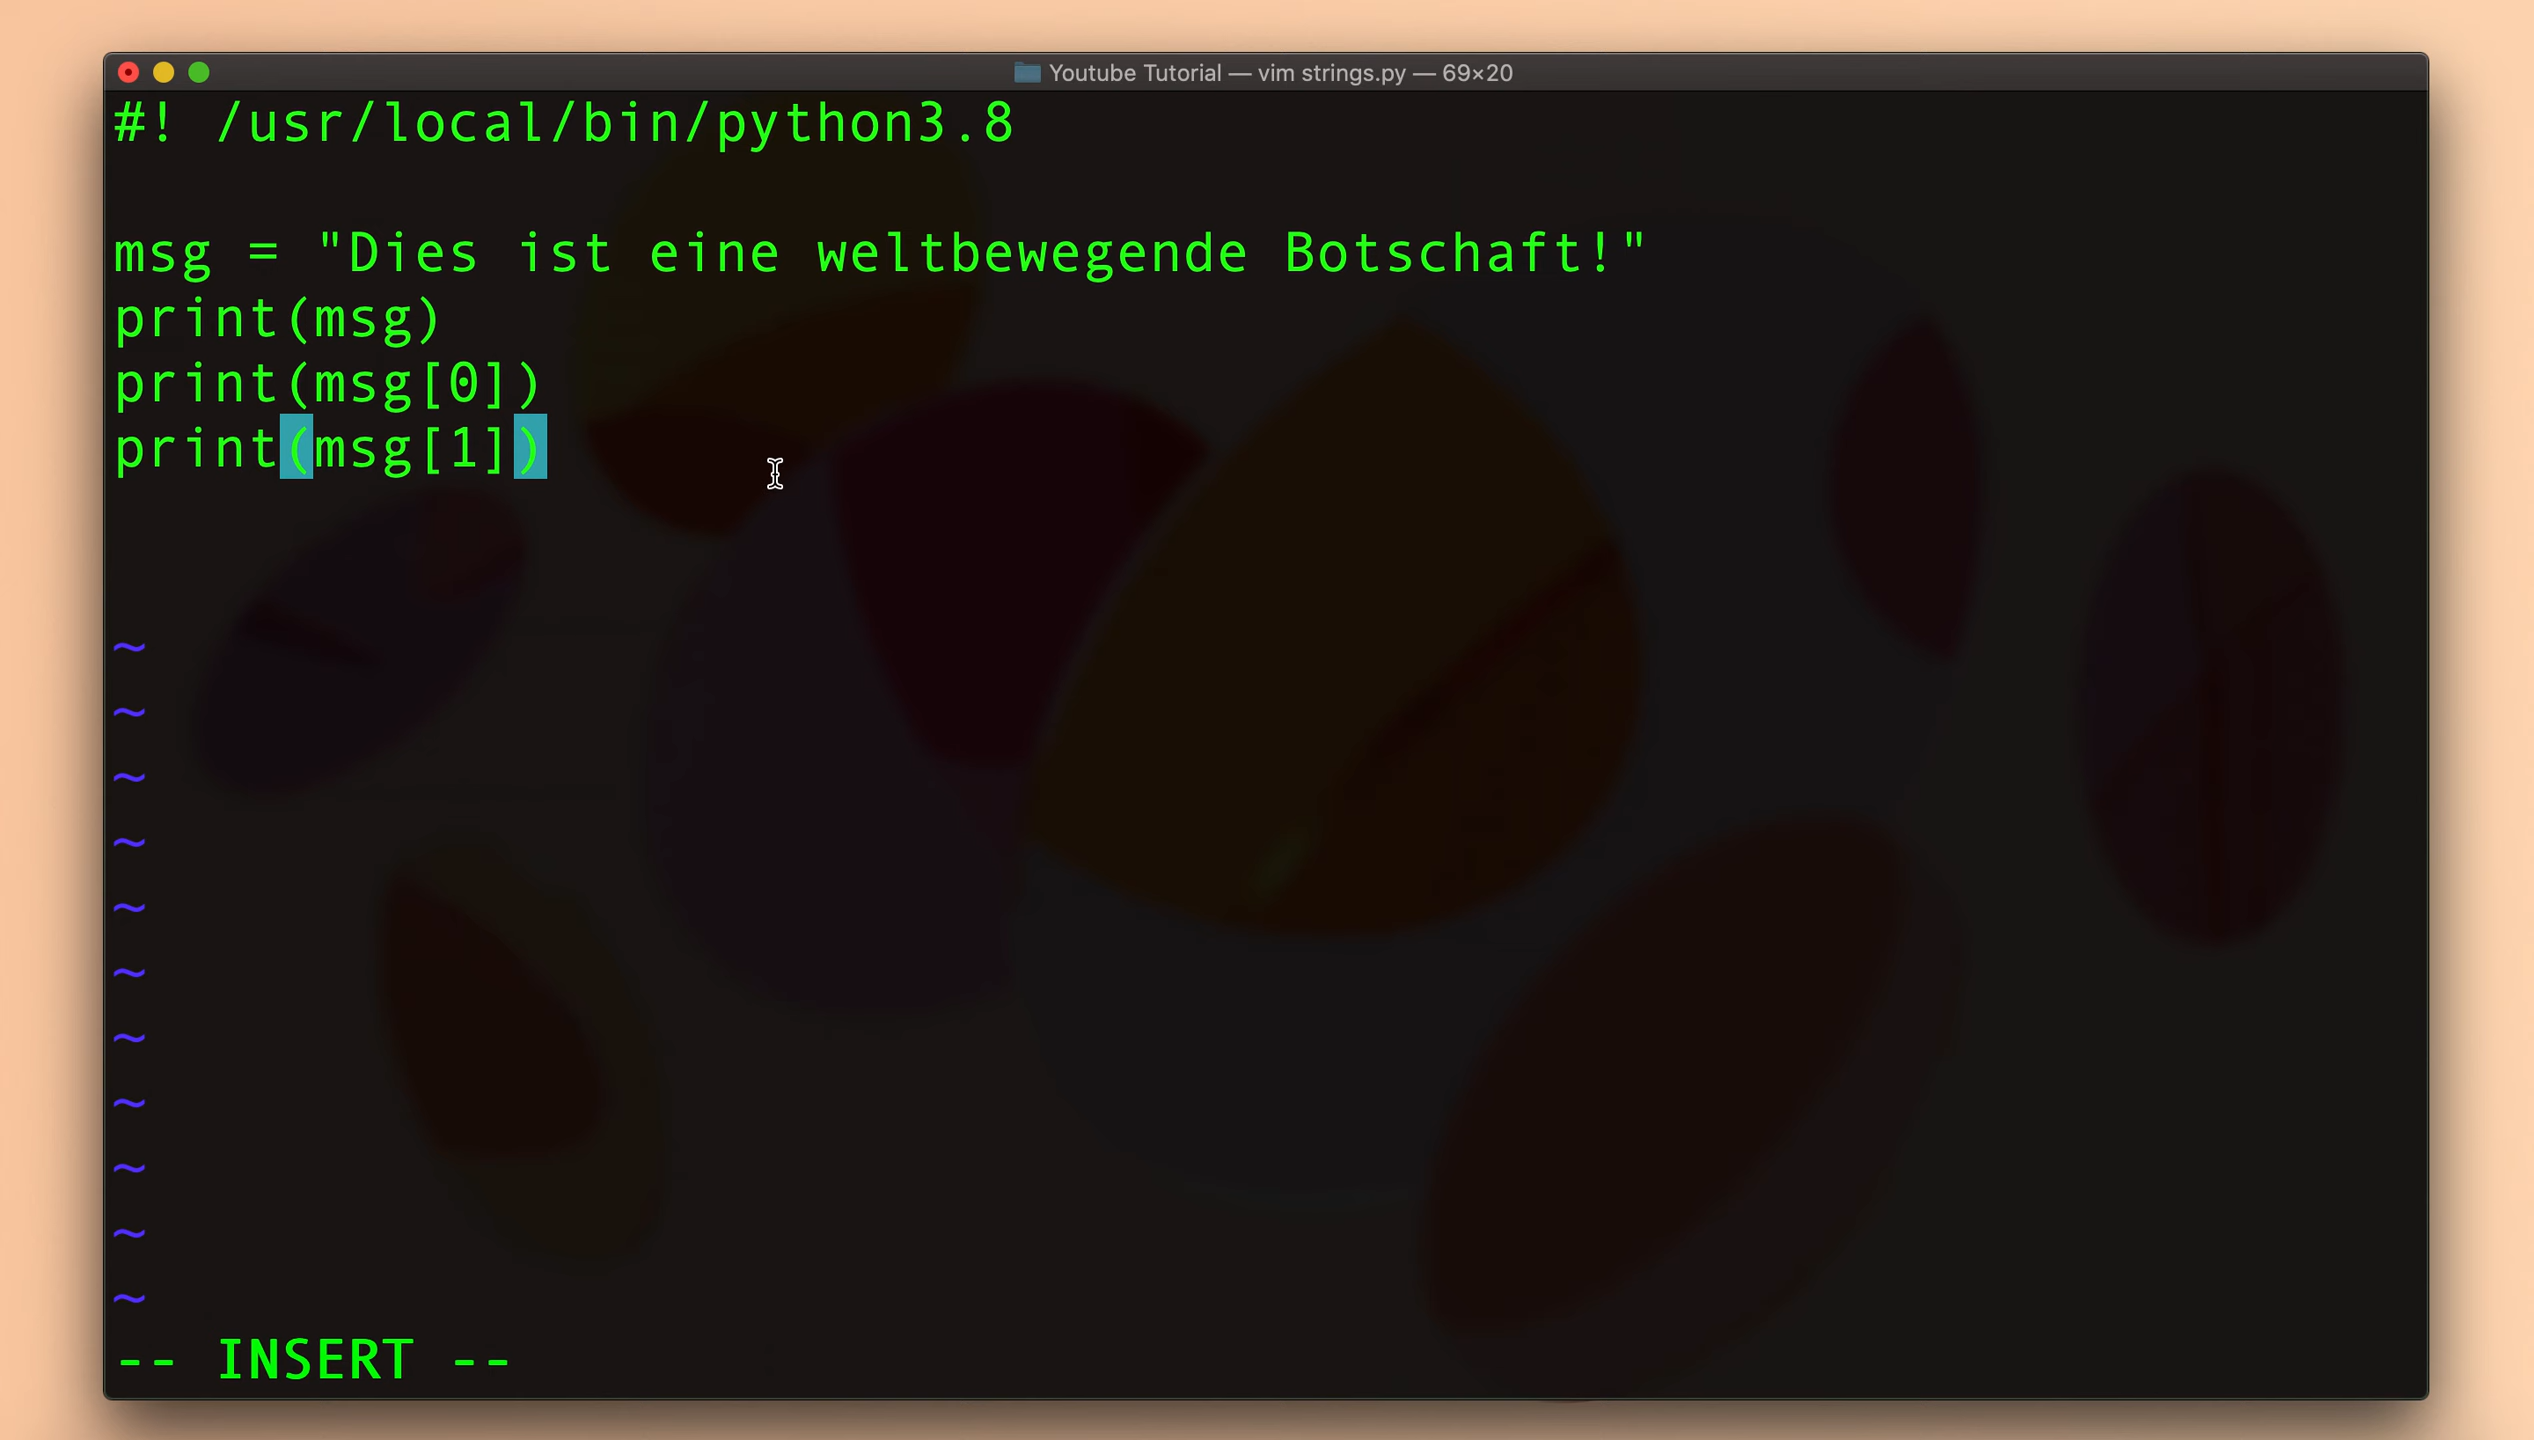 Youtube Tutorial — vim strings.py — 69×20
#! /usr/local/bin/python3.8
msg = "Dies ist eine weltbewegende Botschaft!"
print(msg)
print(msg[0])
print(msg[1])
~
~
~
~
~
~
~
~
~
~
~
-- INSERT --